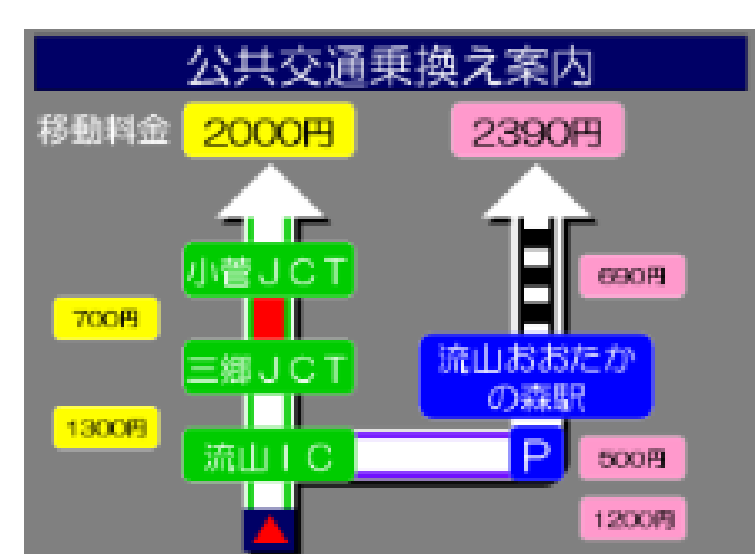 公共交通乗換え案内
移動料金 2000円 2390円
小菅JCT
690円
700円
三郷JCT
流山おおたか
の森駅
1300円
流山IC
P
500円
1200円